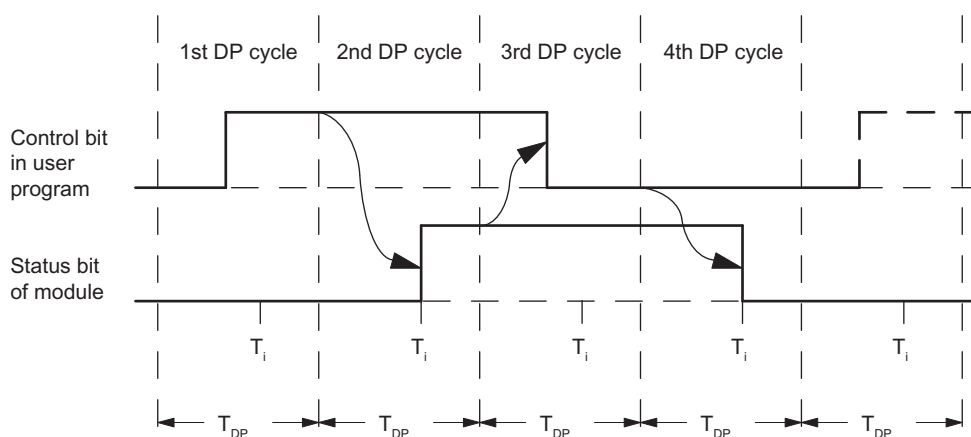 1st DP cycle 2nd DP cycle 3rd DP cycle 4th DP cycle
Control bit
in user
program
Status bit
of module
Ti Ti Ti Ti Ti
TDP TDP TDP TDP TDP